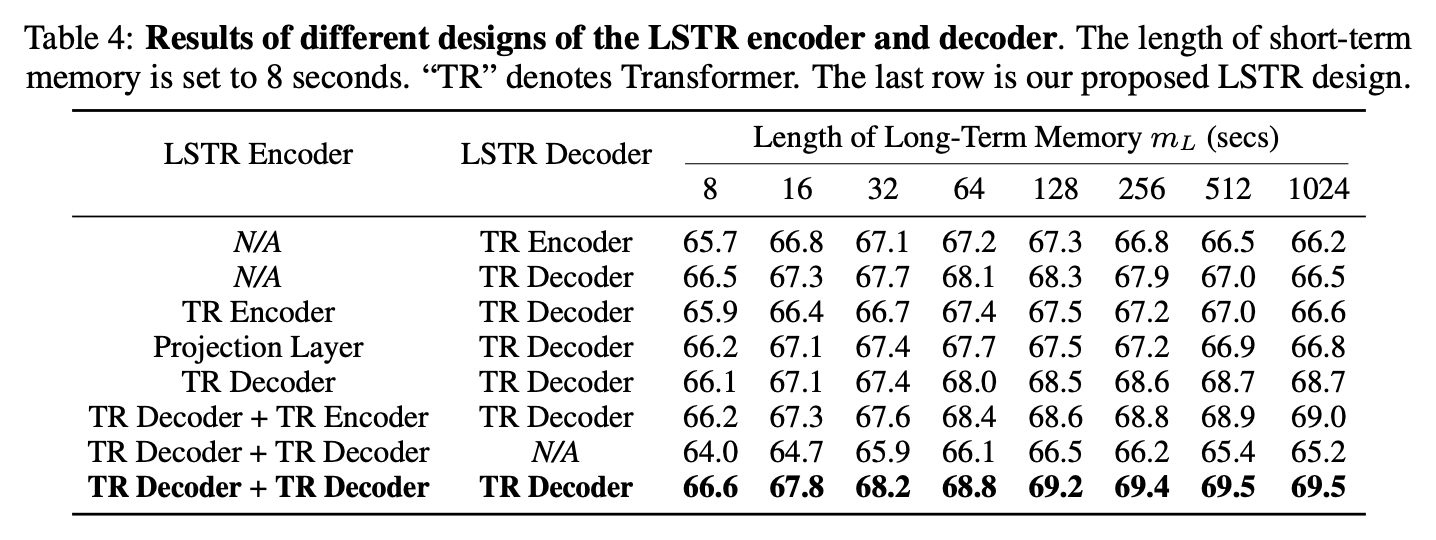 Table 4: Results of different designs of the LSTR encoder and decoder. The length of short-term
memory is set to 8 seconds. “TR” denotes Transformer. The last row is our proposed LSTR design.
LSTR Encoder LSTR Decoder Length of Long-Term Memory mL (secs)
8 16 32 64 128 256 512 1024
N/A TR Encoder 65.7 66.8 67.1 67.2 67.3 66.8 66.5 66.2
N/A TR Decoder 66.5 67.3 67.7 68.1 68.3 67.9 67.0 66.5
TR Encoder TR Decoder 65.9 66.4 66.7 67.4 67.5 67.2 67.0 66.6
Projection Layer TR Decoder 66.2 67.1 67.4 67.7 67.5 67.2 66.9 66.8
TR Decoder TR Decoder 66.1 67.1 67.4 68.0 68.5 68.6 68.7 68.7
TR Decoder + TR Encoder TR Decoder 66.2 67.3 67.6 68.4 68.6 68.8 68.9 69.0
TR Decoder + TR Decoder N/A 64.0 64.7 65.9 66.1 66.5 66.2 65.4 65.2
TR Decoder + TR Decoder TR Decoder 66.6 67.8 68.2 68.8 69.2 69.4 69.5 69.5